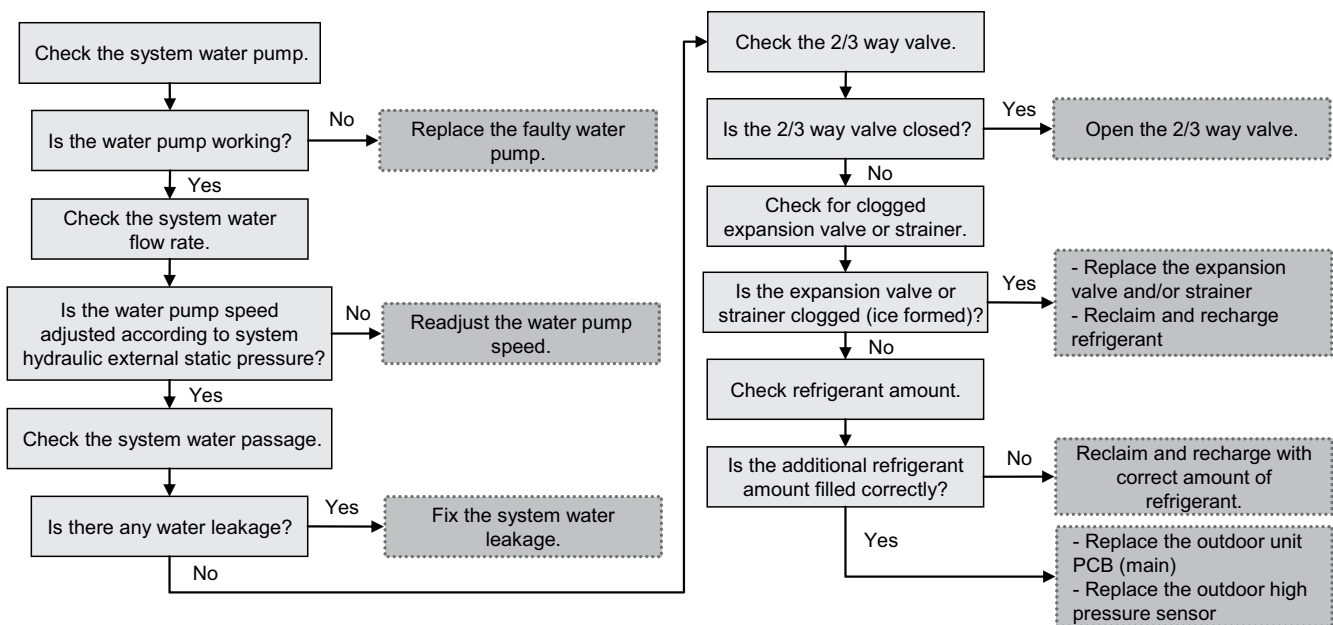 Check the system water pump.
Is the water pump working?
No
Replace the faulty water
pump.
Yes
Check the system water
flow rate.
Is the water pump speed
adjusted according to system
hydraulic external static pressure?
No
Readjust the water pump
speed.
Yes
Check the system water passage.
Is there any water leakage?
Yes
Fix the system water
leakage.
No
Check the 2/3 way valve.
Is the 2/3 way valve closed?
Yes
Open the 2/3 way valve.
No
Check for clogged
expansion valve or strainer.
Is the expansion valve or
strainer clogged (ice formed)?
Yes
- Replace the expansion
valve and/or strainer
- Reclaim and recharge
refrigerant
No
Check refrigerant amount.
Is the additional refrigerant
amount filled correctly?
No
Reclaim and recharge with
correct amount of
refrigerant.
Yes
- Replace the outdoor unit
PCB (main)
- Replace the outdoor high
pressure sensor